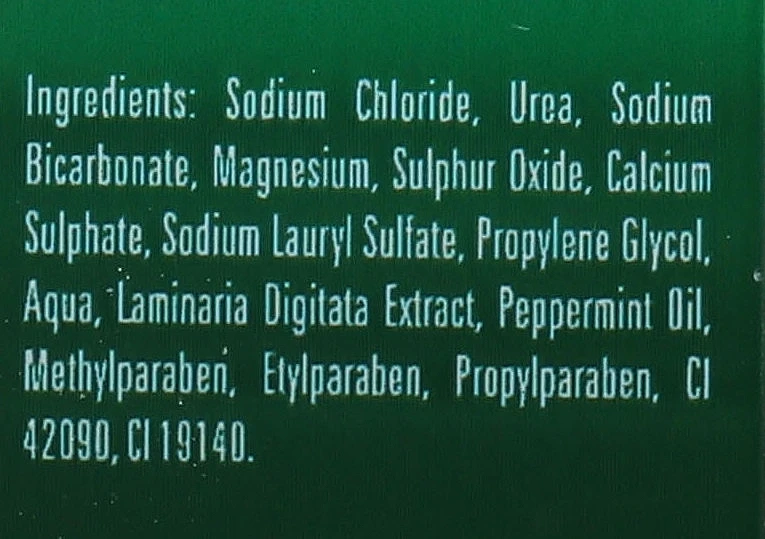 Ingredients: Sodium Chloride, Urea, Sodium
Bicarbonate, Magnesium, Sulphur Oxide, Calcium
Sulphate, Sodium Lauryl Sulfate, Propylene Glycol,
Aqua, Laminaria Digitata Extract, Peppermint Oil,
Methylparaben, Etylparaben, Propylparaben, CI
42090, CI 19140.